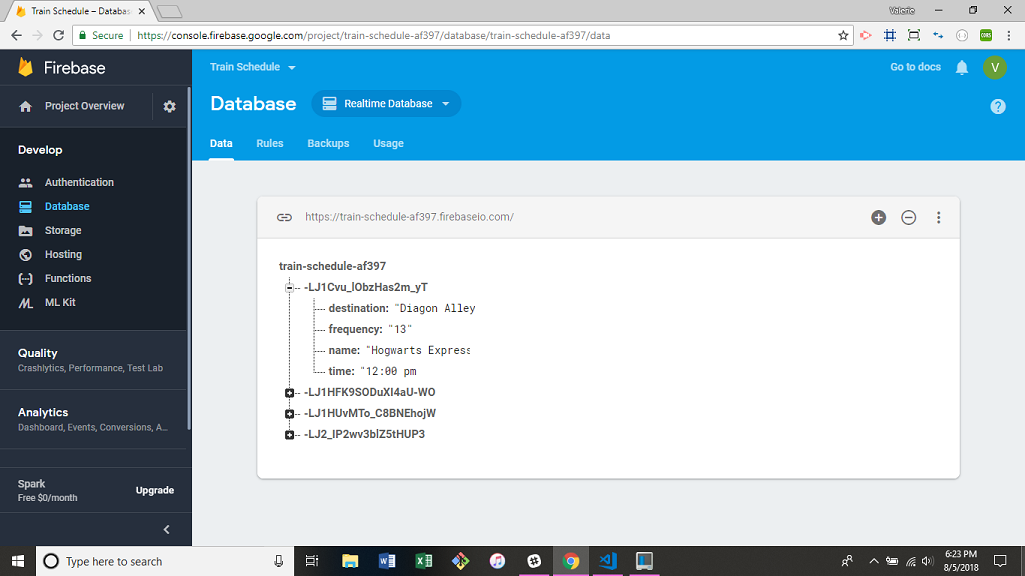 Train Schedule – Databas
Valerie
Secure
https://console.firebase.google.com/project/train-schedule-af397/database/train-schedule-af397/data
Firebase
Train Schedule
Go to docs
V
Project Overview
Database
Realtime Database
Develop
Data
Rules
Backups
Usage
Authentication
Database
Storage
Hosting
Functions
ML Kit
https://train-schedule-af397.firebaseio.com/
train-schedule-af397
-LJ1Cvu_lObzHas2m_yT
destination: "Diagon Alley
frequency: "13"
name: "Hogwarts Express
time: "12:00 pm
-LJ1HFK9SODuXI4aU-WO
-LJ1HUvMTo_C8BNEhojW
-LJ2_IP2wv3blZ5tHUP3
Quality
Crashlytics, Performance, Test Lab
Analytics
Dashboard, Events, Conversions, A...
Spark
Free $0/month
Upgrade
Type here to search
6:23 PM
8/5/2018